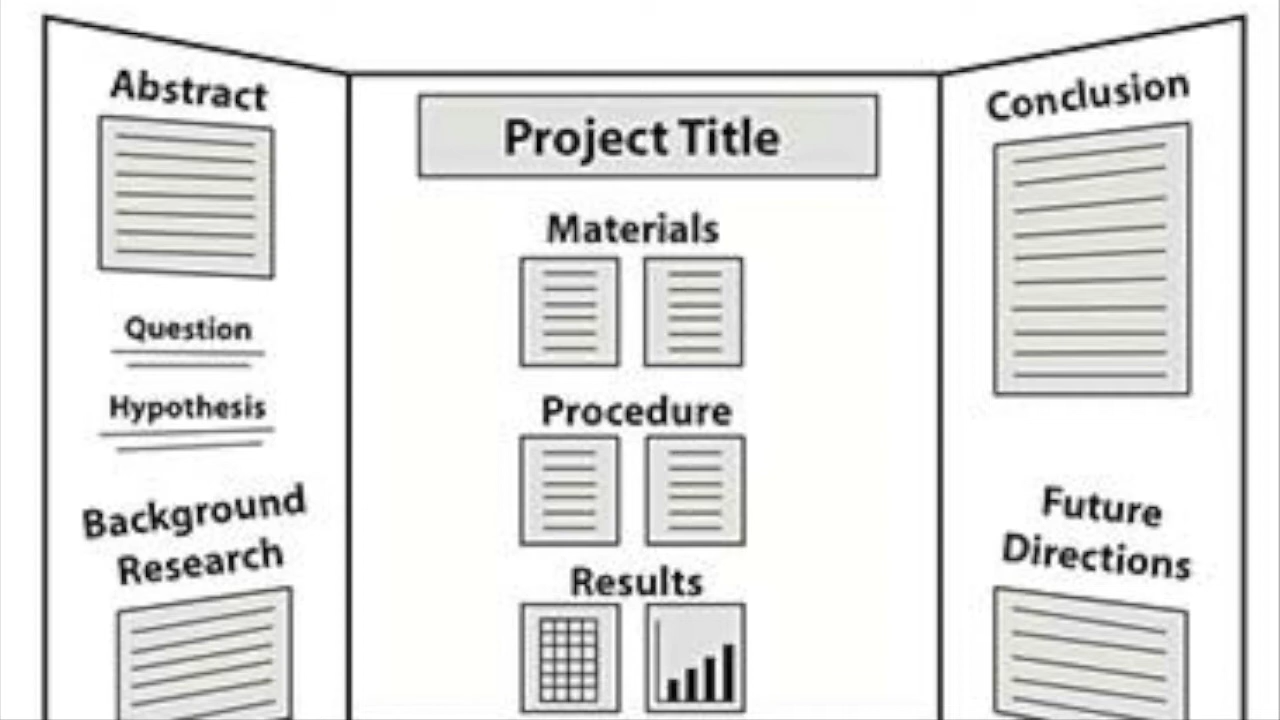 Abstract
Question
Hypothesis
Background
Research
Project Title
Materials
Procedure
Results
Conclusion
Future
Directions